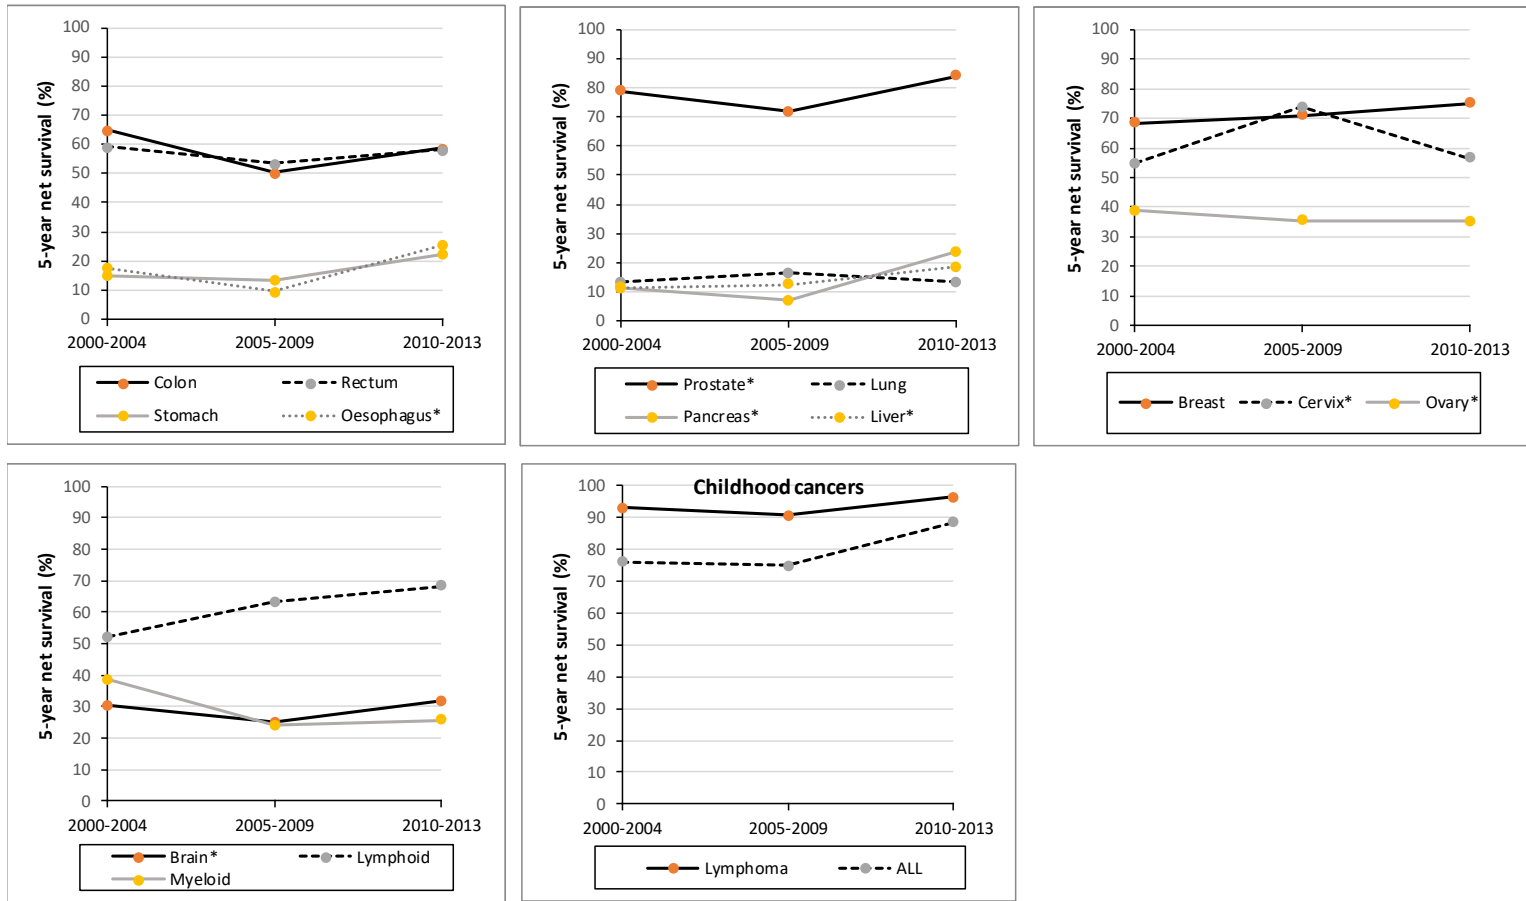 100
90
80
70
60
50
40
30
20
10
0
5-year net survival (%)
2000-2004 2005-2009 2010-2013
Colon Rectum
Stomach Oesophagus*
100
90
80
70
60
50
40
30
20
10
0
5-year net survival (%)
2000-2004 2005-2009 2010-2013
Prostate* Lung
Pancreas* Liver*
100
90
80
70
60
50
40
30
20
10
0
5-year net survival (%)
2000-2004 2005-2009 2010-2013
Breast Cervix* Ovary*
100
90
80
70
60
50
40
30
20
10
0
5-year net survival (%)
2000-2004 2005-2009 2010-2013
Brain* Lymphoid
Myeloid
Childhood cancers
100
90
80
70
60
50
40
30
20
10
0
5-year net survival (%)
2000-2004 2005-2009 2010-2013
Lymphoma ALL